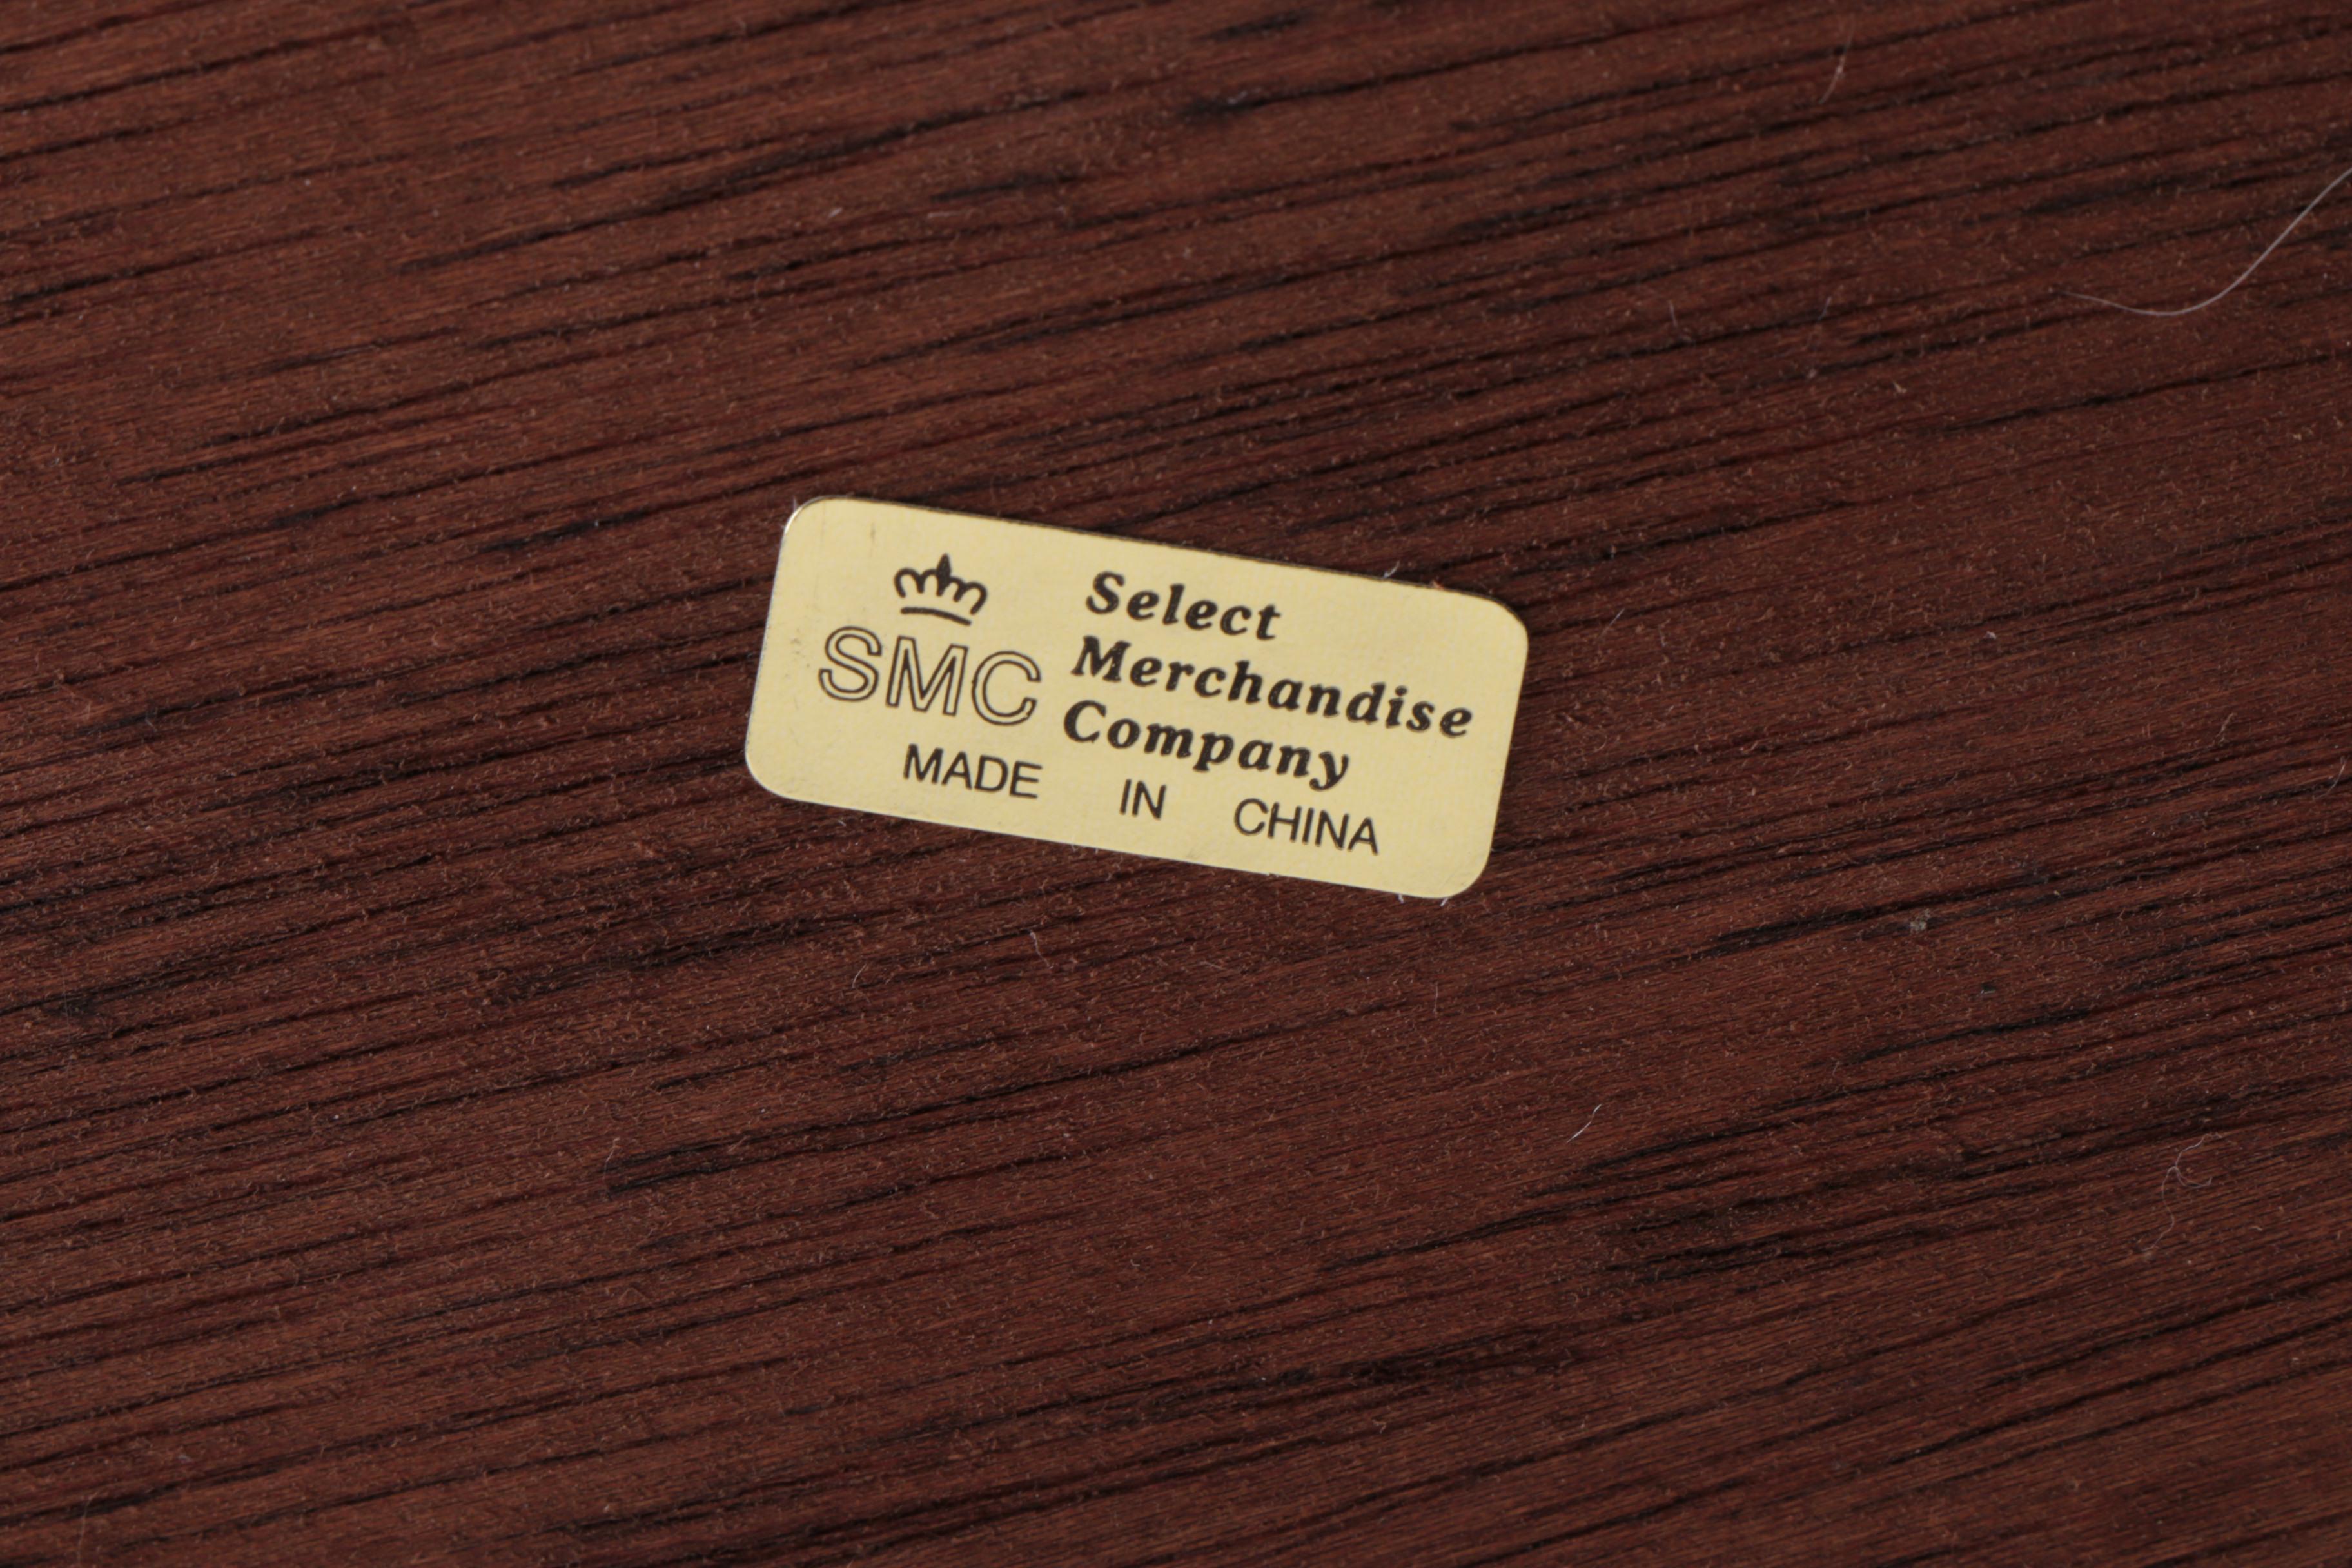 SMC
Select
Merchandise
Company
MADE IN CHINA